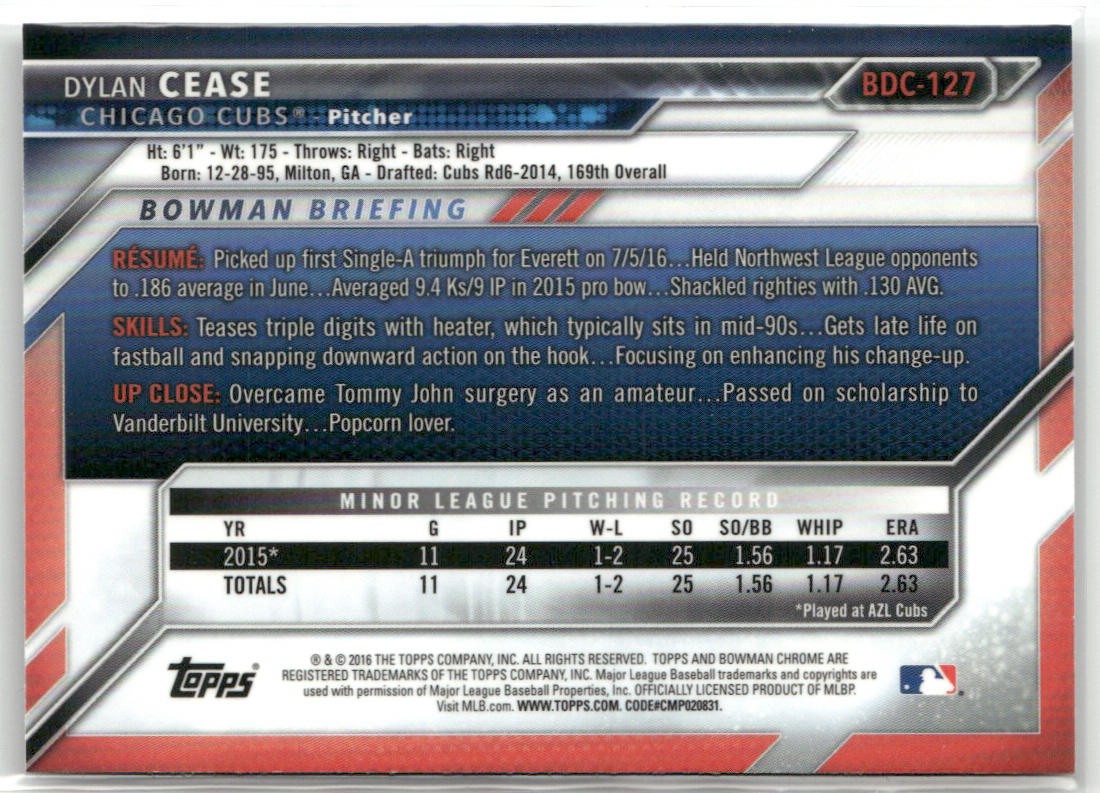 DYLAN CEASE
BDC-127
CHICAGO CUBS® - Pitcher
Ht: 6'1" - Wt: 175 - Throws: Right - Bats: Right
Born: 12-28-95, Milton, GA - Drafted: Cubs Rd6-2014, 169th Overall
BOWMAN BRIEFING
RÉSUMÉ: Picked up first Single-A triumph for Everett on 7/5/16...Held Northwest League opponents
to .186 average in June...Averaged 9.4 Ks/9 IP in 2015 pro bow...Shackled righties with .130 AVG.
SKILLS: Teases triple digits with heater, which typically sits in mid-90s...Gets late life on
fastball and snapping downward action on the hook...Focusing on enhancing his change-up.
UP CLOSE: Overcame Tommy John surgery as an amateur...Passed on scholarship to
Vanderbilt University...Popcorn lover.
MINOR LEAGUE PITCHING RECORD
YR G IP W-L SO SO/BB WHIP ERA
2015* 11 24 1-2 25 1.56 1.17 2.63
TOTALS 11 24 1-2 25 1.56 1.17 2.63
*Played at AZL Cubs
Topps®
® & © 2016 THE TOPPS COMPANY, INC. ALL RIGHTS RESERVED. TOPPS AND BOWMAN CHROME ARE
REGISTERED TRADEMARKS OF THE TOPPS COMPANY, INC. Major League Baseball trademarks and copyrights are
used with permission of Major League Baseball Properties, Inc. OFFICIALLY LICENSED PRODUCT OF MLBP.
Visit MLB.com. WWW.TOPPS.COM. CODE#CMP020831.